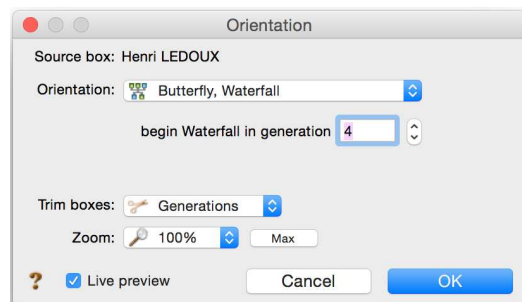 Orientation
Source box: Henri LEDOUX
Orientation: Butterfly, Waterfall
begin Waterfall in generation 4
Trim boxes: Generations
Zoom: 100% Max
? Live preview Cancel OK